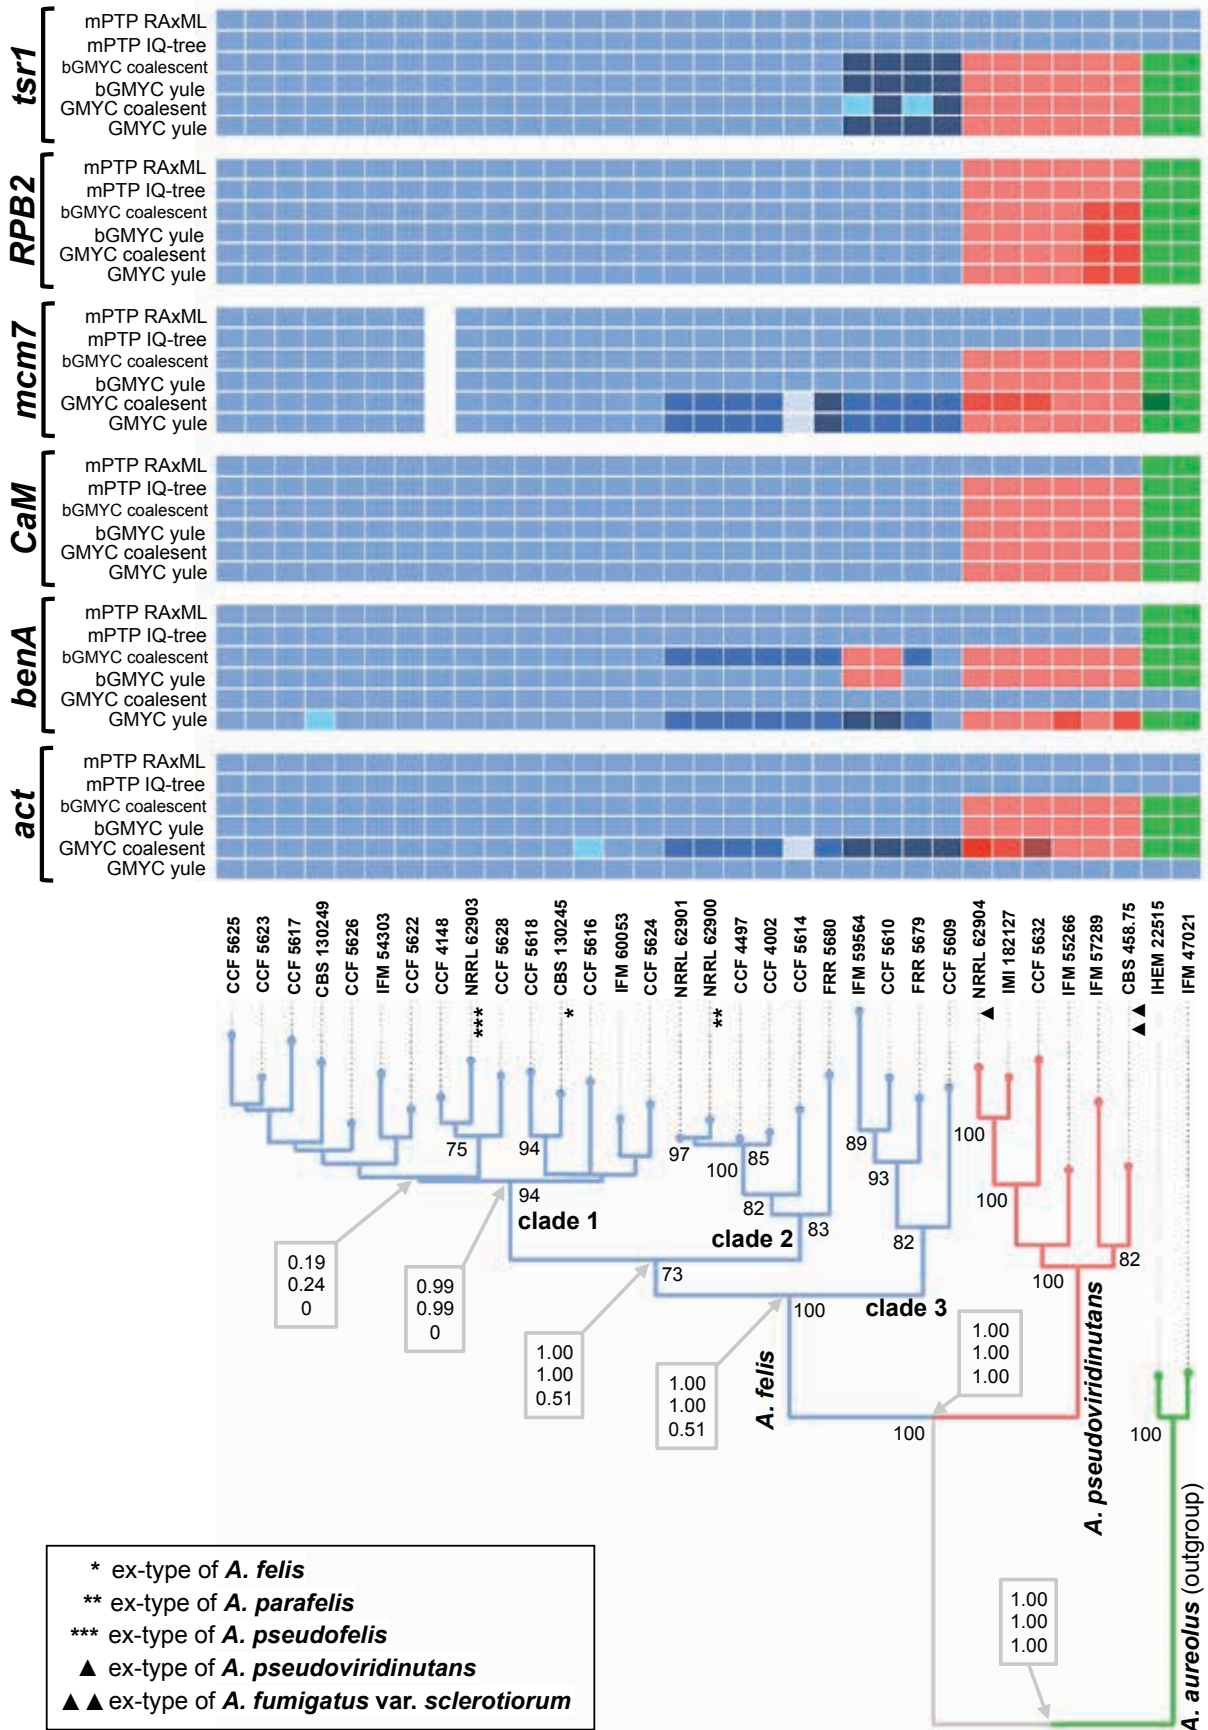 tsr1
mPTP RAxML
mPTP IQ-tree
bGMYC coalescent
bGMYC yule
GMYC coalesent
GMYC yule
RPB2
mPTP RAxML
mPTP IQ-tree
bGMYC coalescent
bGMYC yule
GMYC coalesent
GMYC yule
mcm7
mPTP RAxML
mPTP IQ-tree
bGMYC coalescent
bGMYC yule
GMYC coalesent
GMYC yule
CaM
mPTP RAxML
mPTP IQ-tree
bGMYC coalescent
bGMYC yule
GMYC coalesent
GMYC yule
benA
mPTP RAxML
mPTP IQ-tree
bGMYC coalescent
bGMYC yule
GMYC coalesent
GMYC yule
act
mPTP RAxML
mPTP IQ-tree
bGMYC coalescent
bGMYC yule
GMYC coalesent
GMYC yule
CCF 5625
CCF 5623
CCF 5617
CBS 130249
CCF 5626
IFM 54303
CCF 5622
CCF 4148
NRRL 62903
CCF 5628
CCF 5618
CBS 130245
CCF 5616
IFM 60053
CCF 5624
NRRL 62901
NRRL 62900
CCF 4497
CCF 4002
CCF 5614
FRR 5680
IFM 59564
CCF 5610
FRR 5679
CCF 5609
NRRL 62904
IMI 182127
CCF 5632
IFM 55266
IFM 57289
CBS 458.75
IHEM 22515
IFM 47021
***
*
**
▲
▲▲
75
94
97
100
85
89
93
100
100
94
82
83
82
100
82
clade 1
clade 2
73
clade 3
100
0.19
0.24
0
0.99
0.99
0
1.00
1.00
0.51
1.00
1.00
0.51
1.00
1.00
1.00
A. felis
100
A. pseudoviridinutans
100
A. aureolus (outgroup)
1.00
1.00
1.00
* ex-type of A. felis
** ex-type of A. parafelis
*** ex-type of A. pseudofelis
▲ ex-type of A. pseudoviridinutans
▲▲ ex-type of A. fumigatus var. sclerotiorum